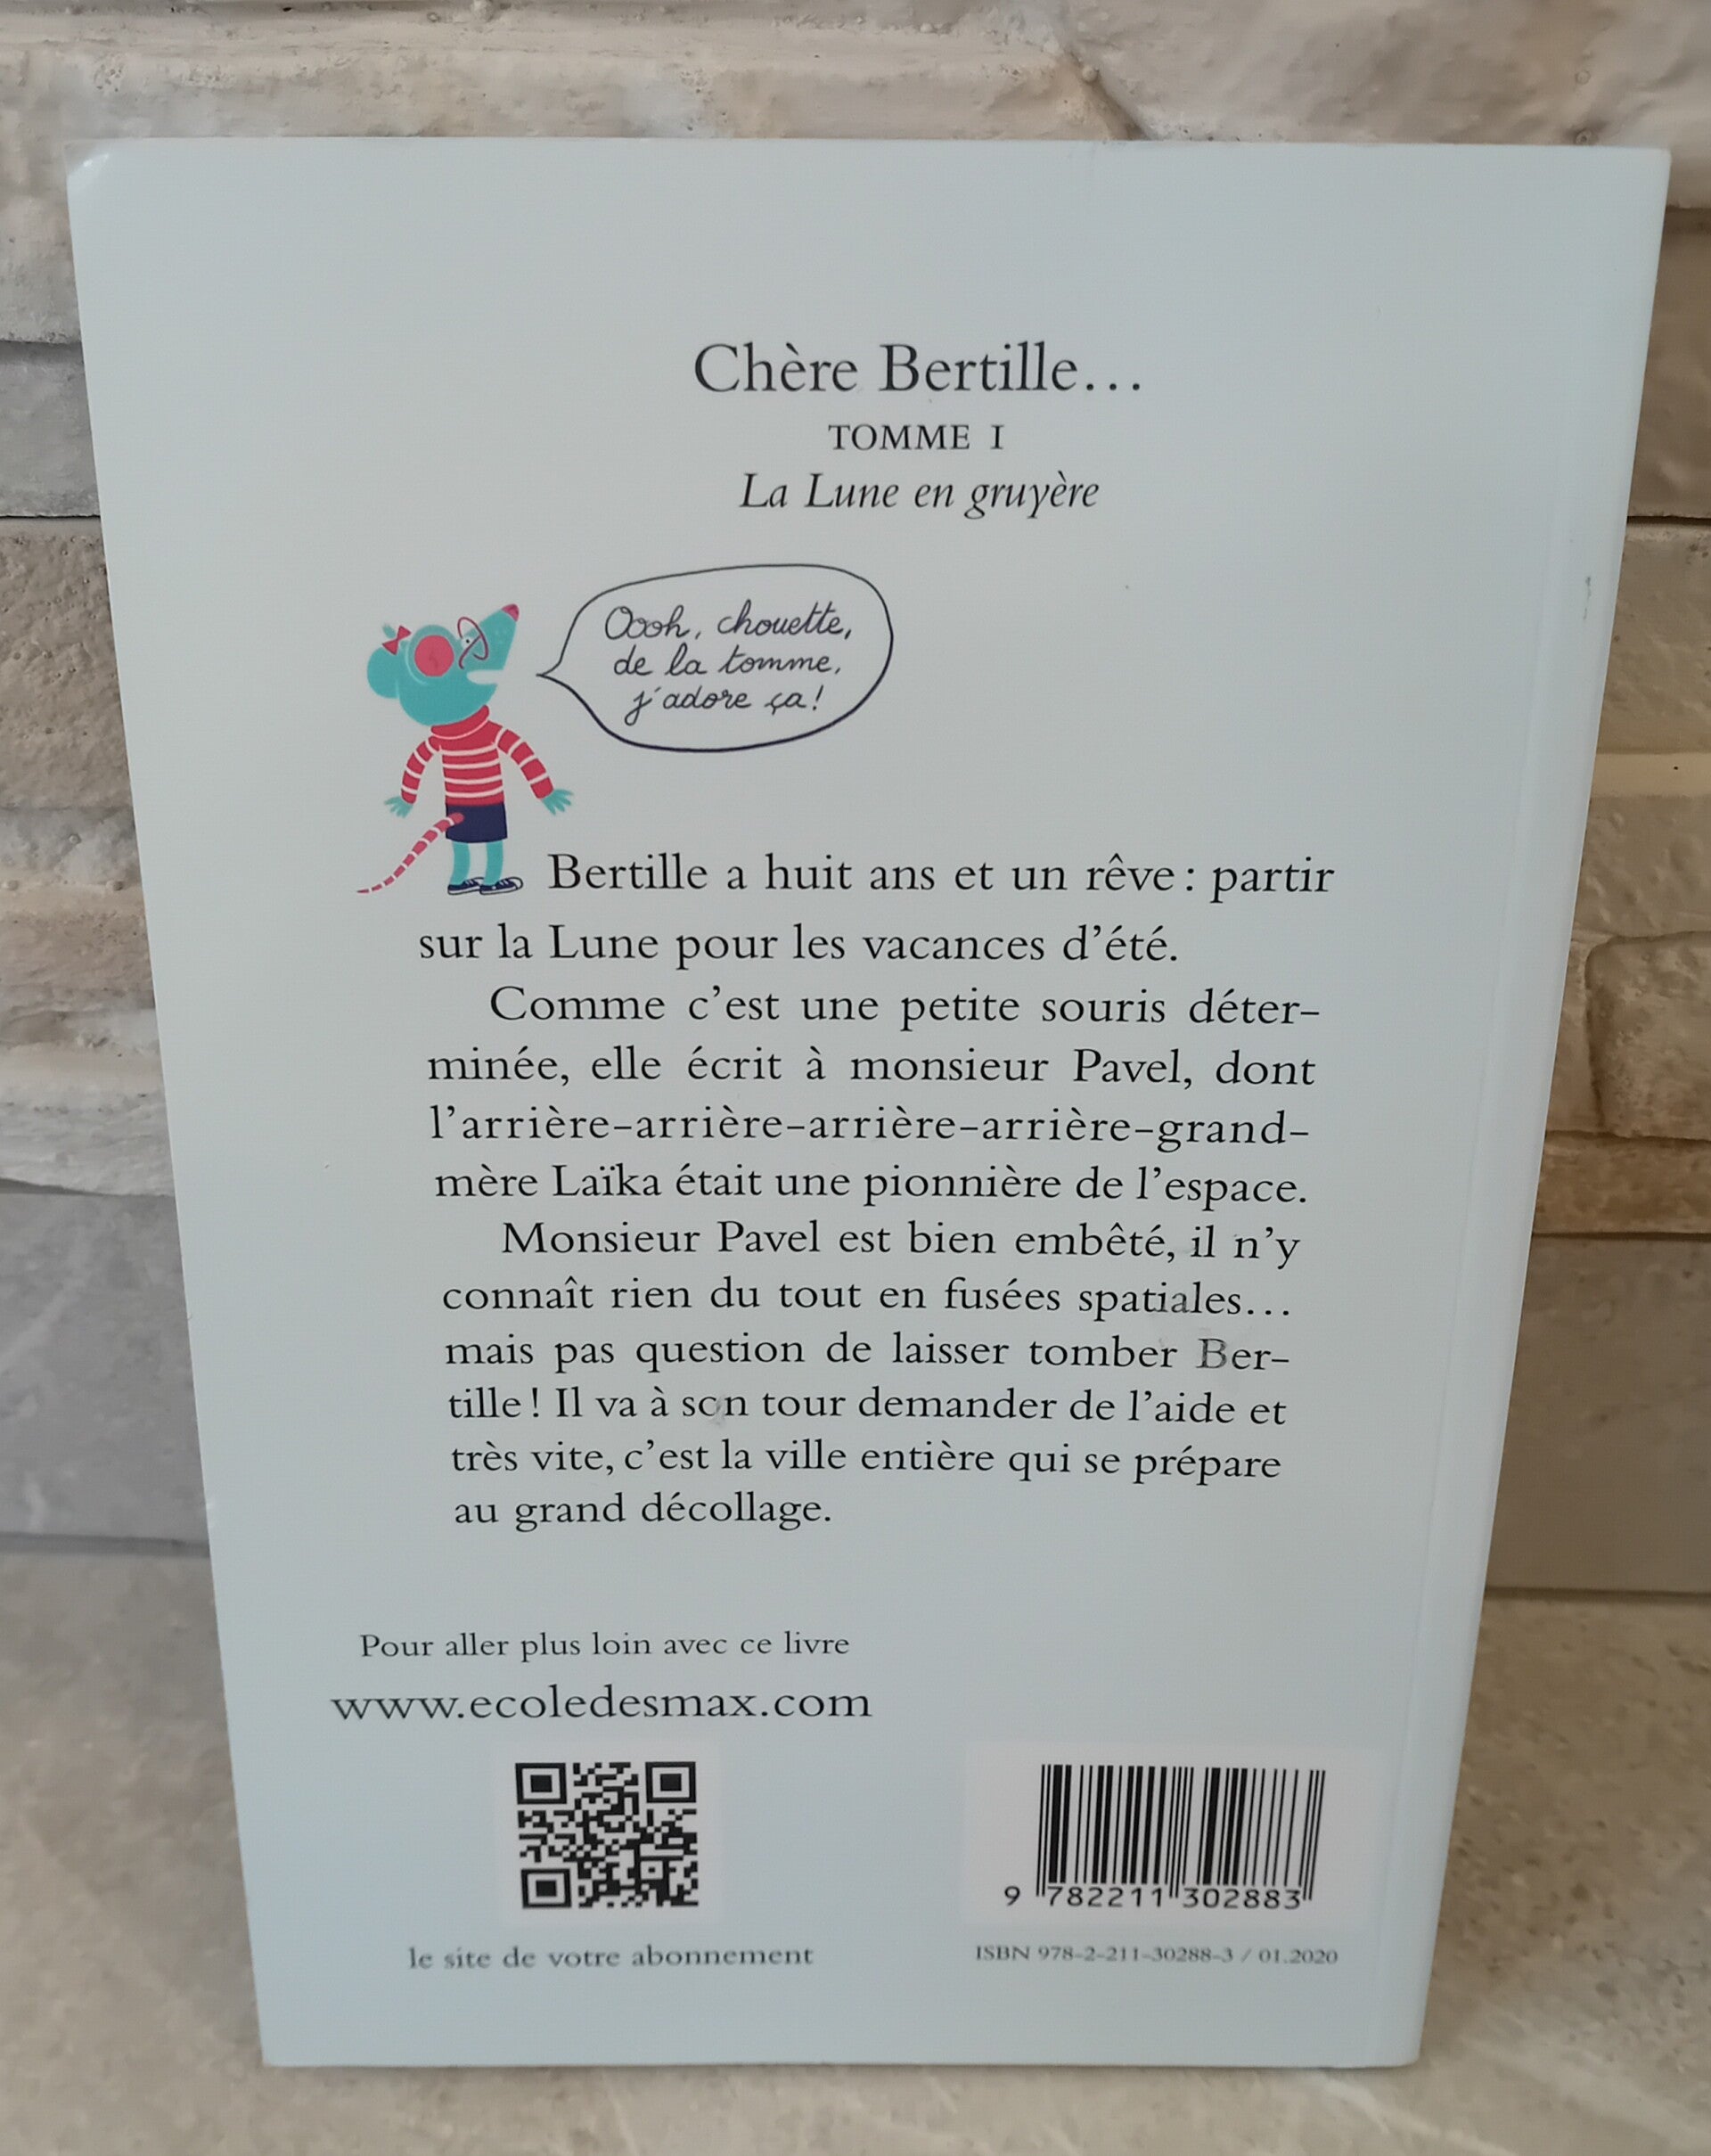 Chère Bertille…
TOMME I
La Lune en gruyère
Oooh, chouette,
de la tomme,
j'adore ça!
Bertille a huit ans et un rêve : partir
sur la Lune pour les vacances d'été.
Comme c'est une petite souris déter-
minée, elle écrit à monsieur Pavel, dont
l'arrière-arrière-arrière-arrière-grand-
mère Laïka était une pionnière de l'espace.
Monsieur Pavel est bien embêté, il n'y
connaît rien du tout en fusées spatiales…
mais pas question de laisser tomber Ber-
tille ! Il va à son tour demander de l'aide et
très vite, c'est la ville entière qui se prépare
au grand décollage.
Pour aller plus loin avec ce livre
www.ecoledesmax.com
le site de votre abonnement
9 782211 302883
ISBN 978-2-211-30288-3 / 01.2020